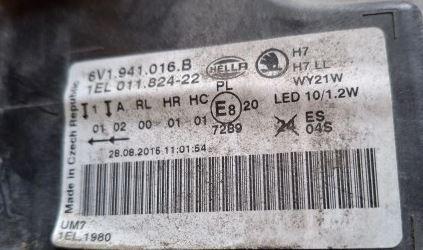 6V1.941.016.B
1EL 011.824-22
HELLA
PL
H7
H7 LL
WY21W
LED 10/1.2W
1 A RL HR HC
E8 20
01 02 00 01 01
7289
24 ES
04S
28.08.2015.11:01:54
UM7
1EL.1980
Made in Czech Republic